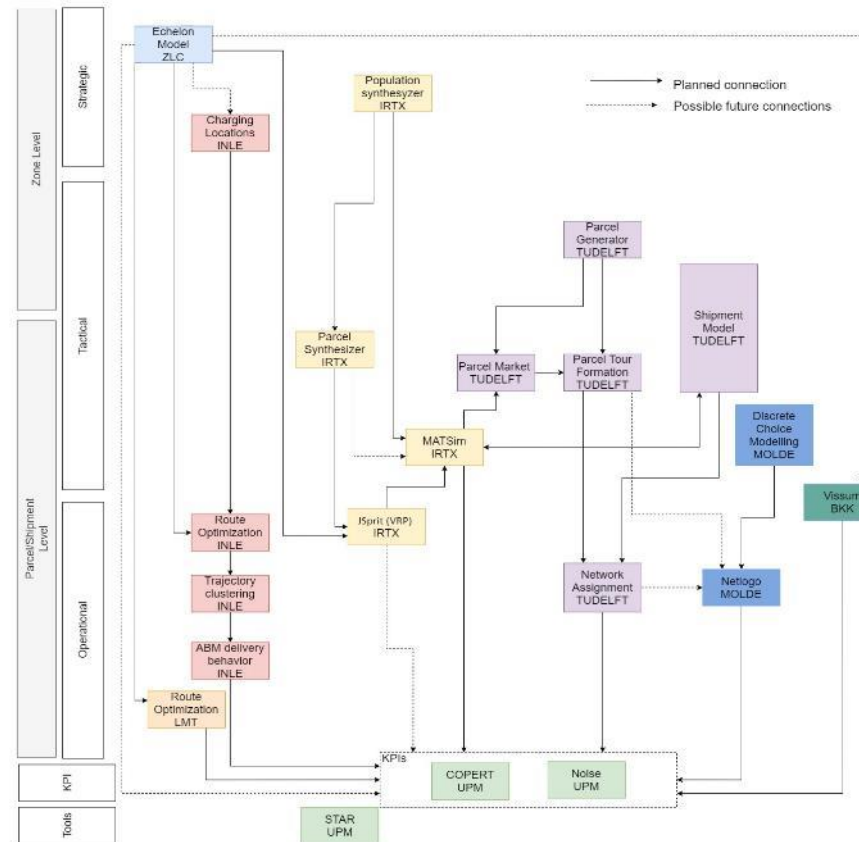 Zone Level
Parcel/Shipment
Level
Strategic
Tactical
Operational
KPI
Tools
Echelon
Model
ZLC
Population
synthesyzer
IRTX
Planned connection
Possible future connections
Charging
Locations
INLE
Parcel
Generator
TUDELFT
Shipment
Model
TUDELFT
Parcel
Synthesizer
IRTX
Parcel Market
TUDELFT
Parcel Tour
Formation
TUDELFT
MATSim
IRTX
Discrete
Choice
Modelling
MOLDE
Vissum
BKK
Route
Optimization
INLE
JSprit (VRP)
IRTX
Trajectory
clustering
INLE
Network
Assignment
TUDELFT
Netlogo
MOLDE
ABM delivery
behavior
INLE
Route
Optimization
LMT
KPIs
COPERT
UPM
Noise
UPM
STAR
UPM